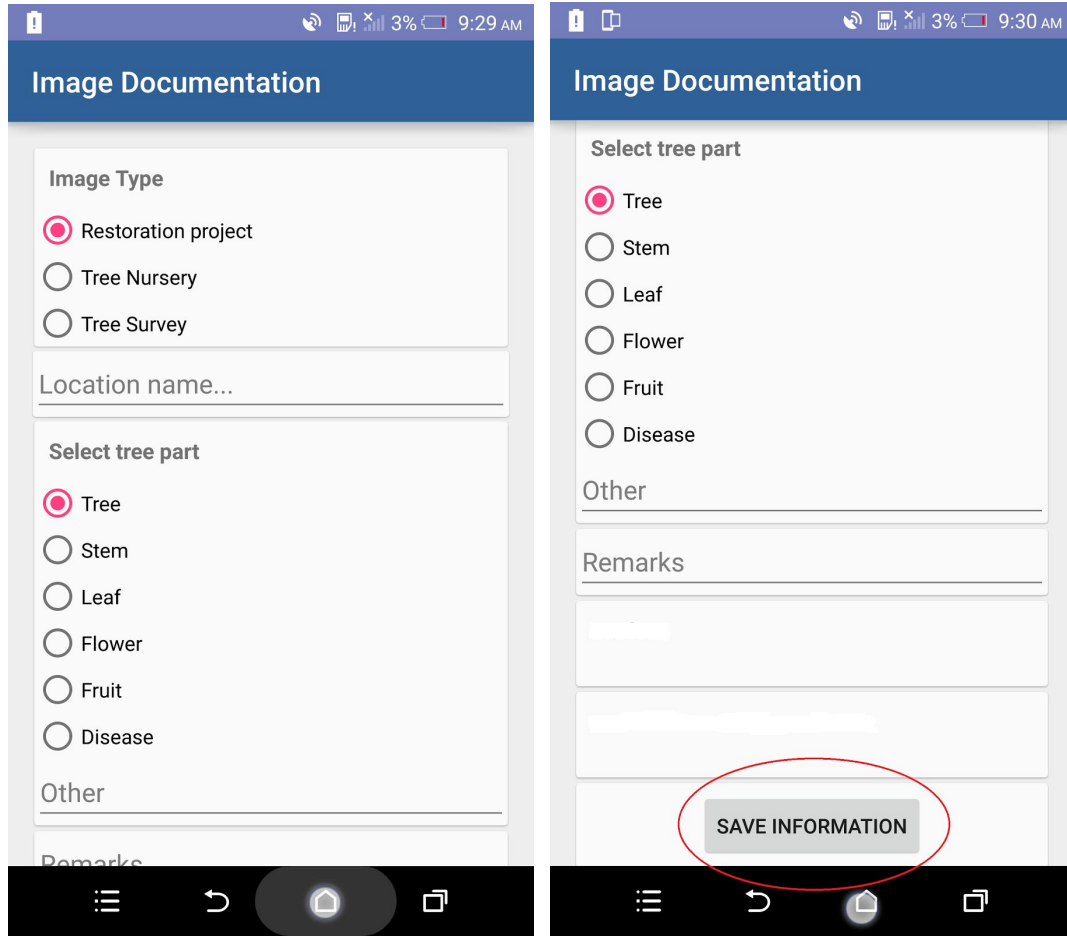 3% 9:29 AM
Image Documentation
Image Type
Restoration project
Tree Nursery
Tree Survey
Location name...
Select tree part
Tree
Stem
Leaf
Flower
Fruit
Disease
Other
Remarks
3% 9:30 AM
Image Documentation
Select tree part
Tree
Stem
Leaf
Flower
Fruit
Disease
Other
Remarks
SAVE INFORMATION